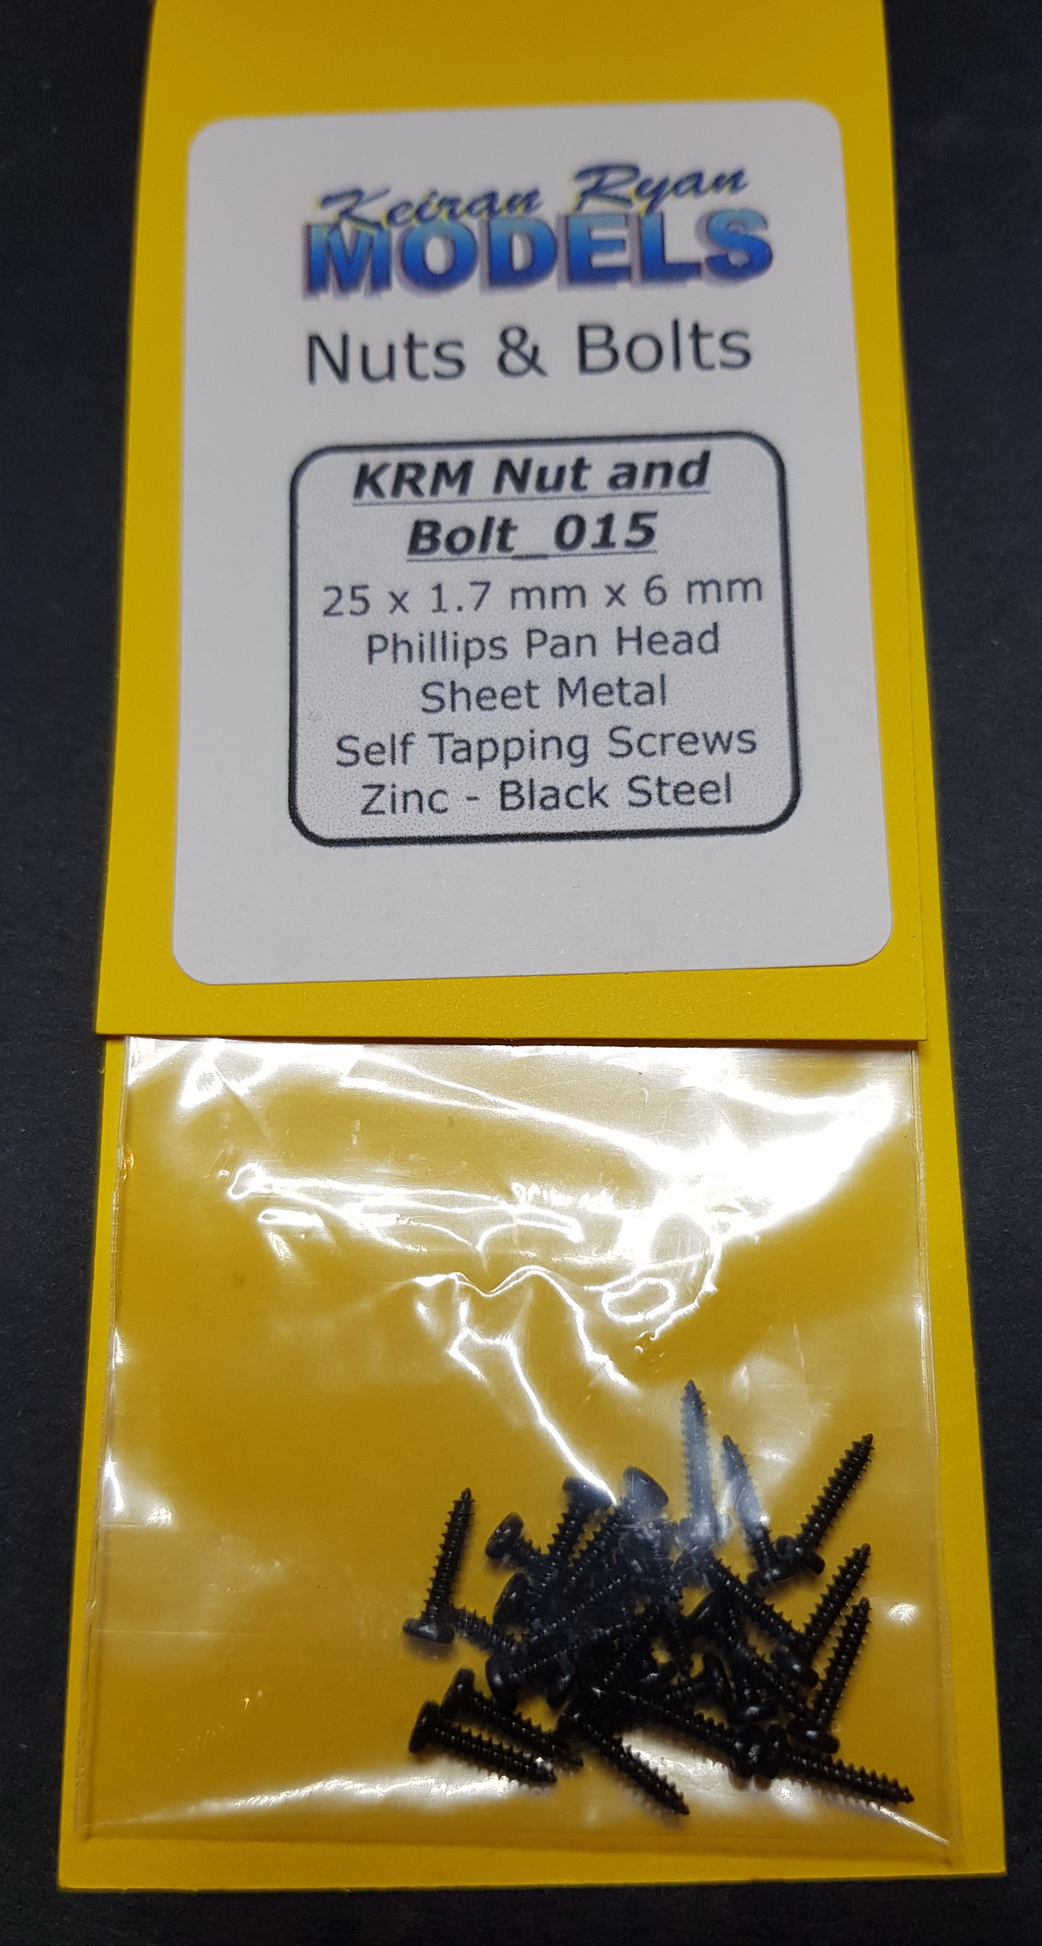 Keiran Ryan
MODELS
Nuts & Bolts
KRM Nut and
Bolt_015
25 x 1.7 mm x 6 mm
Phillips Pan Head
Sheet Metal
Self Tapping Screws
Zinc - Black Steel